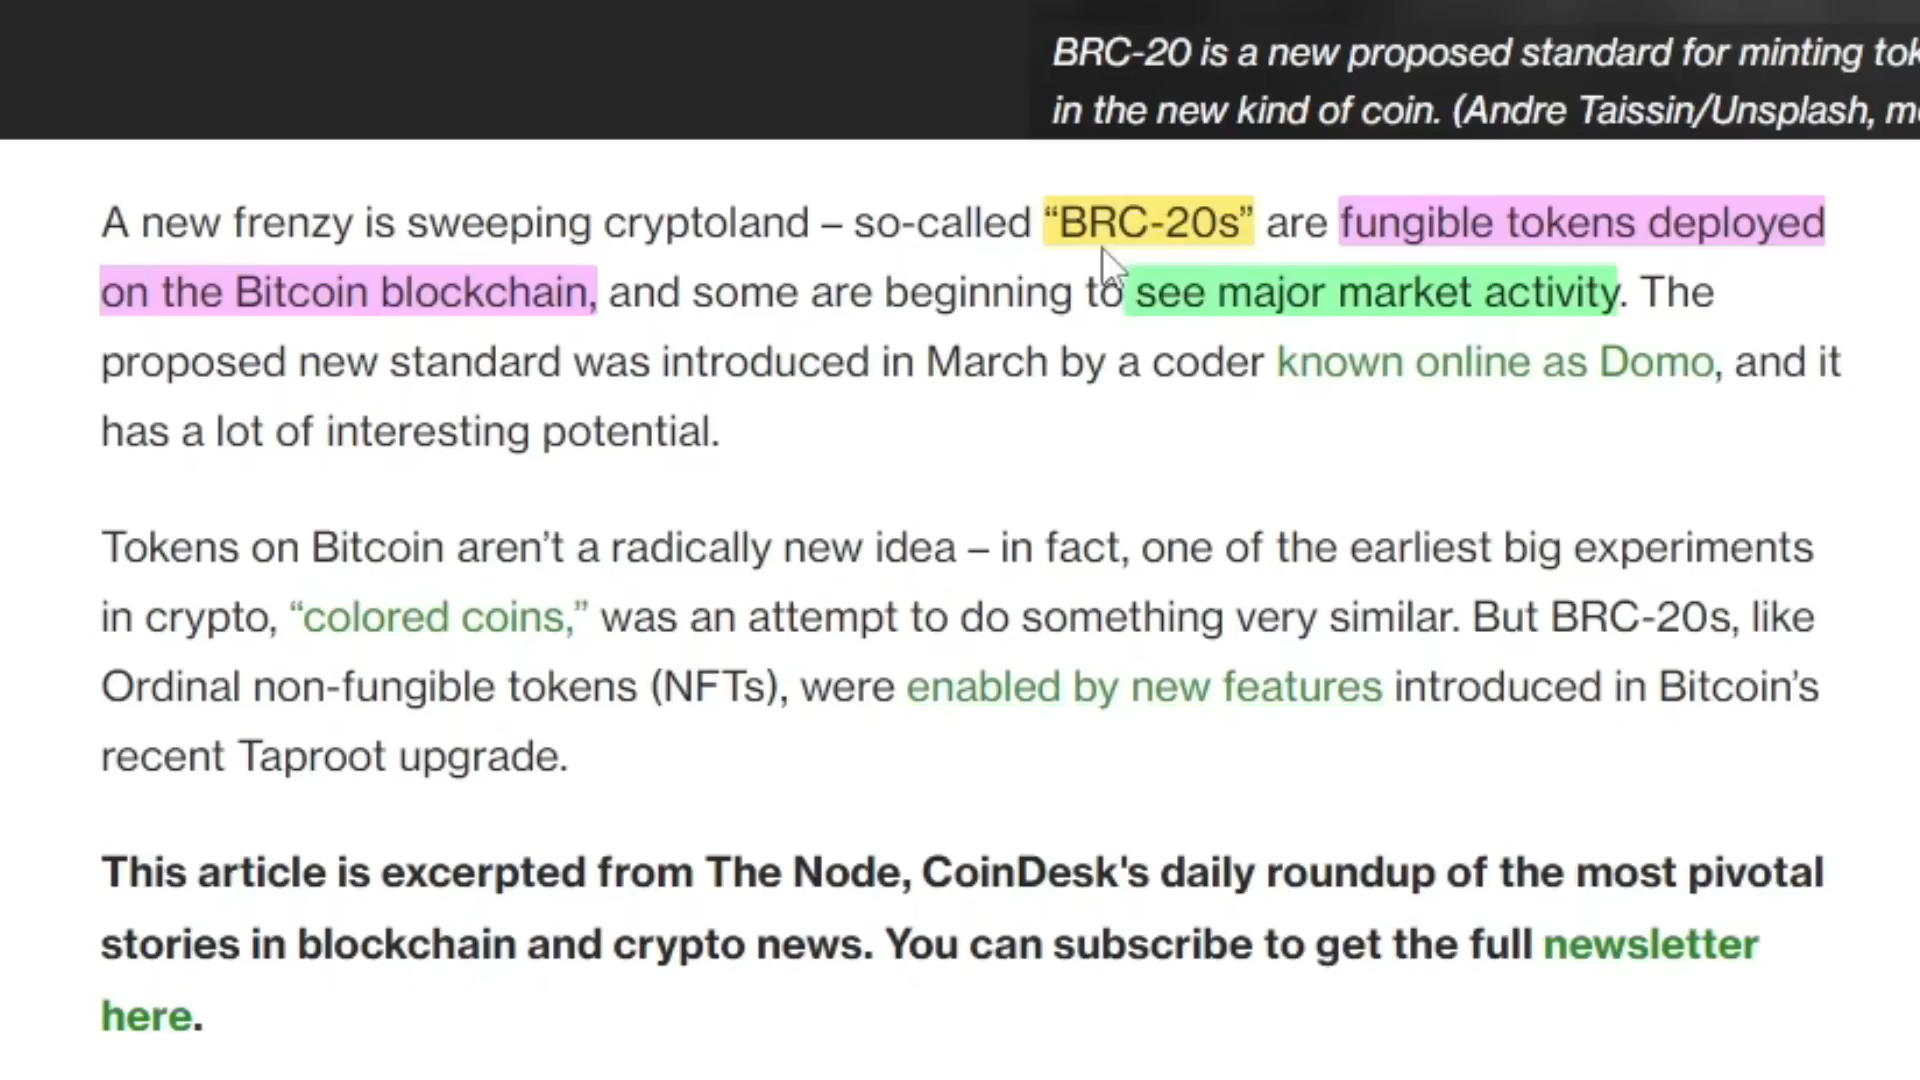 BRC-20 is a new proposed standard for minting
in the new kind of coin. (Andre Taissin/Unsplash,
A new frenzy is sweeping cryptoland – so-called “BRC-20s” are fungible tokens deployed
on the Bitcoin blockchain, and some are beginning to see major market activity. The
proposed new standard was introduced in March by a coder known online as Domo, and it
has a lot of interesting potential.
Tokens on Bitcoin aren’t a radically new idea – in fact, one of the earliest big experiments
in crypto, “colored coins,” was an attempt to do something very similar. But BRC-20s, like
Ordinal non-fungible tokens (NFTs), were enabled by new features introduced in Bitcoin’s
recent Taproot upgrade.
This article is excerpted from The Node, CoinDesk's daily roundup of the most pivotal
stories in blockchain and crypto news. You can subscribe to get the full newsletter
here.